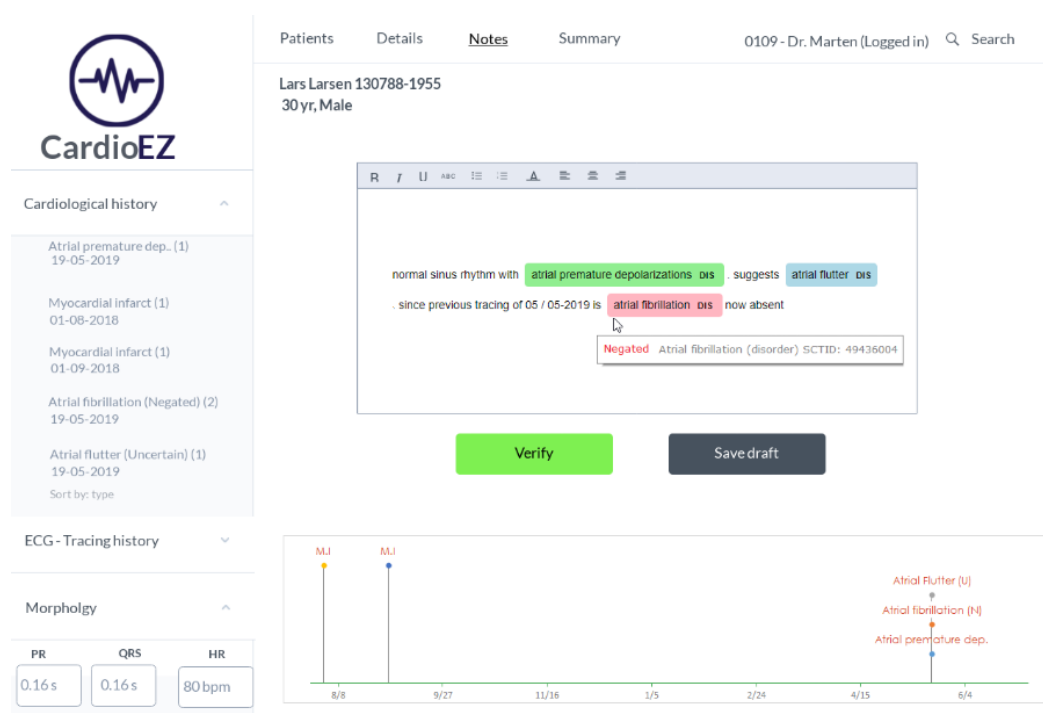 Patients Details Notes Summary 0109 - Dr. Marten (Logged in) Search
CardioEZ
Lars Larsen 130788-1955
30 yr, Male
Cardiological history
Atrial premature dep.. (1)
19-05-2019
Myocardial infarct (1)
01-08-2018
Myocardial infarct (1)
01-09-2018
Atrial fibrillation (Negated) (2)
19-05-2019
Atrial flutter (Uncertain) (1)
19-05-2019
Sort by: type
ECG - Tracing history
Morpholgy
PR QRS HR
0.16 s 0.16 s 80 bpm
B I U ABC A
normal sinus rhythm with atrial premature depolarizations DIS . suggests atrial flutter DIS
. since previous tracing of 05 / 05-2019 is atrial fibrillation DIS now absent
Negated Atrial fibrillation (disorder) SCTID: 49436004
Verify Save draft
M.I M.I
Atrial Flutter (U)
Atrial fibrillation (N)
Atrial premature dep.
8/8 9/27 11/16 1/5 2/24 4/15 6/4